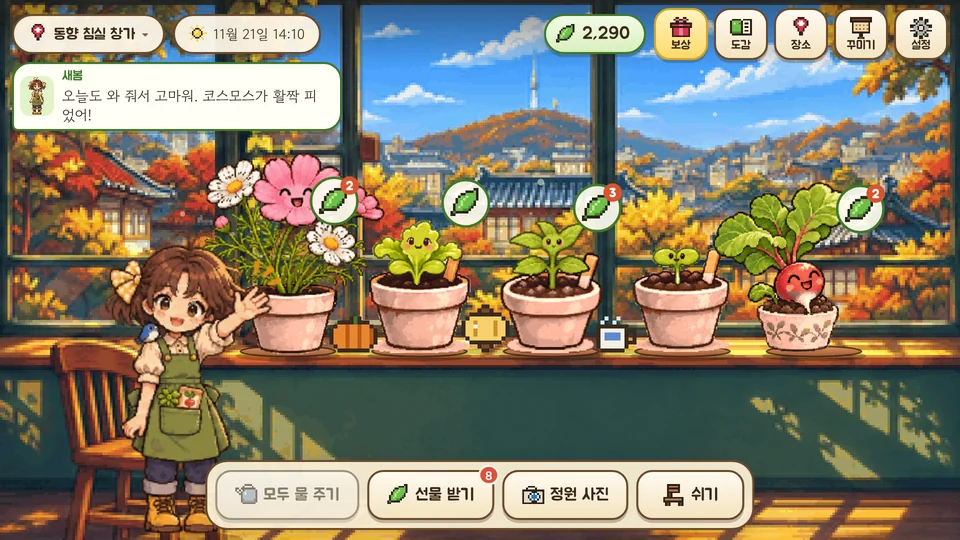 동향 침실 창가
11월 21일 14:10
2,290
보상
도감
장소
꾸미기
설정
새봄
오늘도 와 줘서 고마워. 코스모스가 활짝 피
었어!
2
3
2
모두 물 주기
선물 받기
8
정원 사진
쉬기